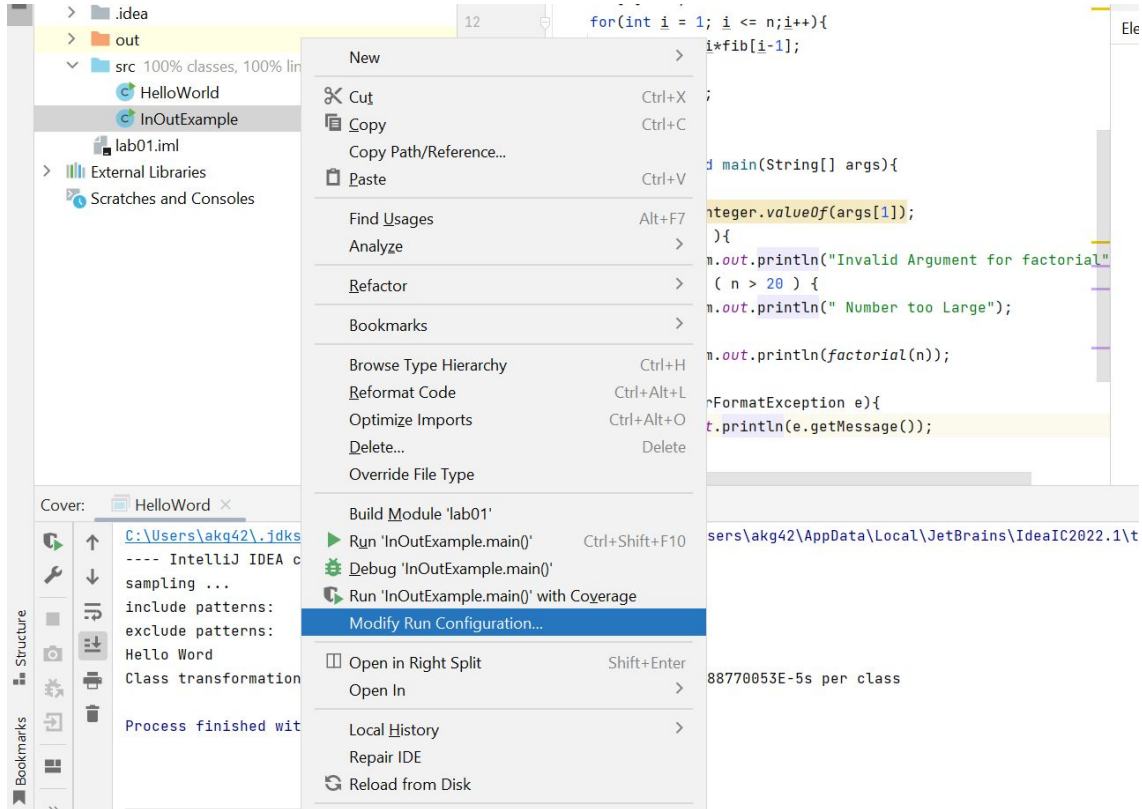 .idea
out
src 100% classes, 100% lin
HelloWorld
InOutExample
lab01.iml
External Libraries
Scratches and Consoles
12
for(int i = 1; i <= n;i++){
i*fib[i-1];
;
d main(String[] args){
nteger.valueOf(args[1]);
){
m.out.println("Invalid Argument for factorial"
( n > 20 ) {
m.out.println(" Number too Large");
m.out.println(factorial(n));
rFormatException e){
t.println(e.getMessage());
Ele
New
Cut Ctrl+X
Copy Ctrl+C
Copy Path/Reference...
Paste Ctrl+V
Find Usages Alt+F7
Analyze
Refactor
Bookmarks
Browse Type Hierarchy Ctrl+H
Reformat Code Ctrl+Alt+L
Optimize Imports Ctrl+Alt+O
Delete... Delete
Override File Type
Build Module 'lab01'
Run 'InOutExample.main()' Ctrl+Shift+F10
Debug 'InOutExample.main()'
Run 'InOutExample.main()' with Coverage
Modify Run Configuration...
Open in Right Split Shift+Enter
Open In
Local History
Repair IDE
Reload from Disk
Cover: HelloWord
C:\Users\akg42\.jdks
sers\akg42\AppData\Local\JetBrains\IdeaIC2022.1\t
---- IntelliJ IDEA c
sampling ...
include patterns:
exclude patterns:
Hello Word
Class transformation
88770053E-5s per class
Process finished wit
Structure
Bookmarks